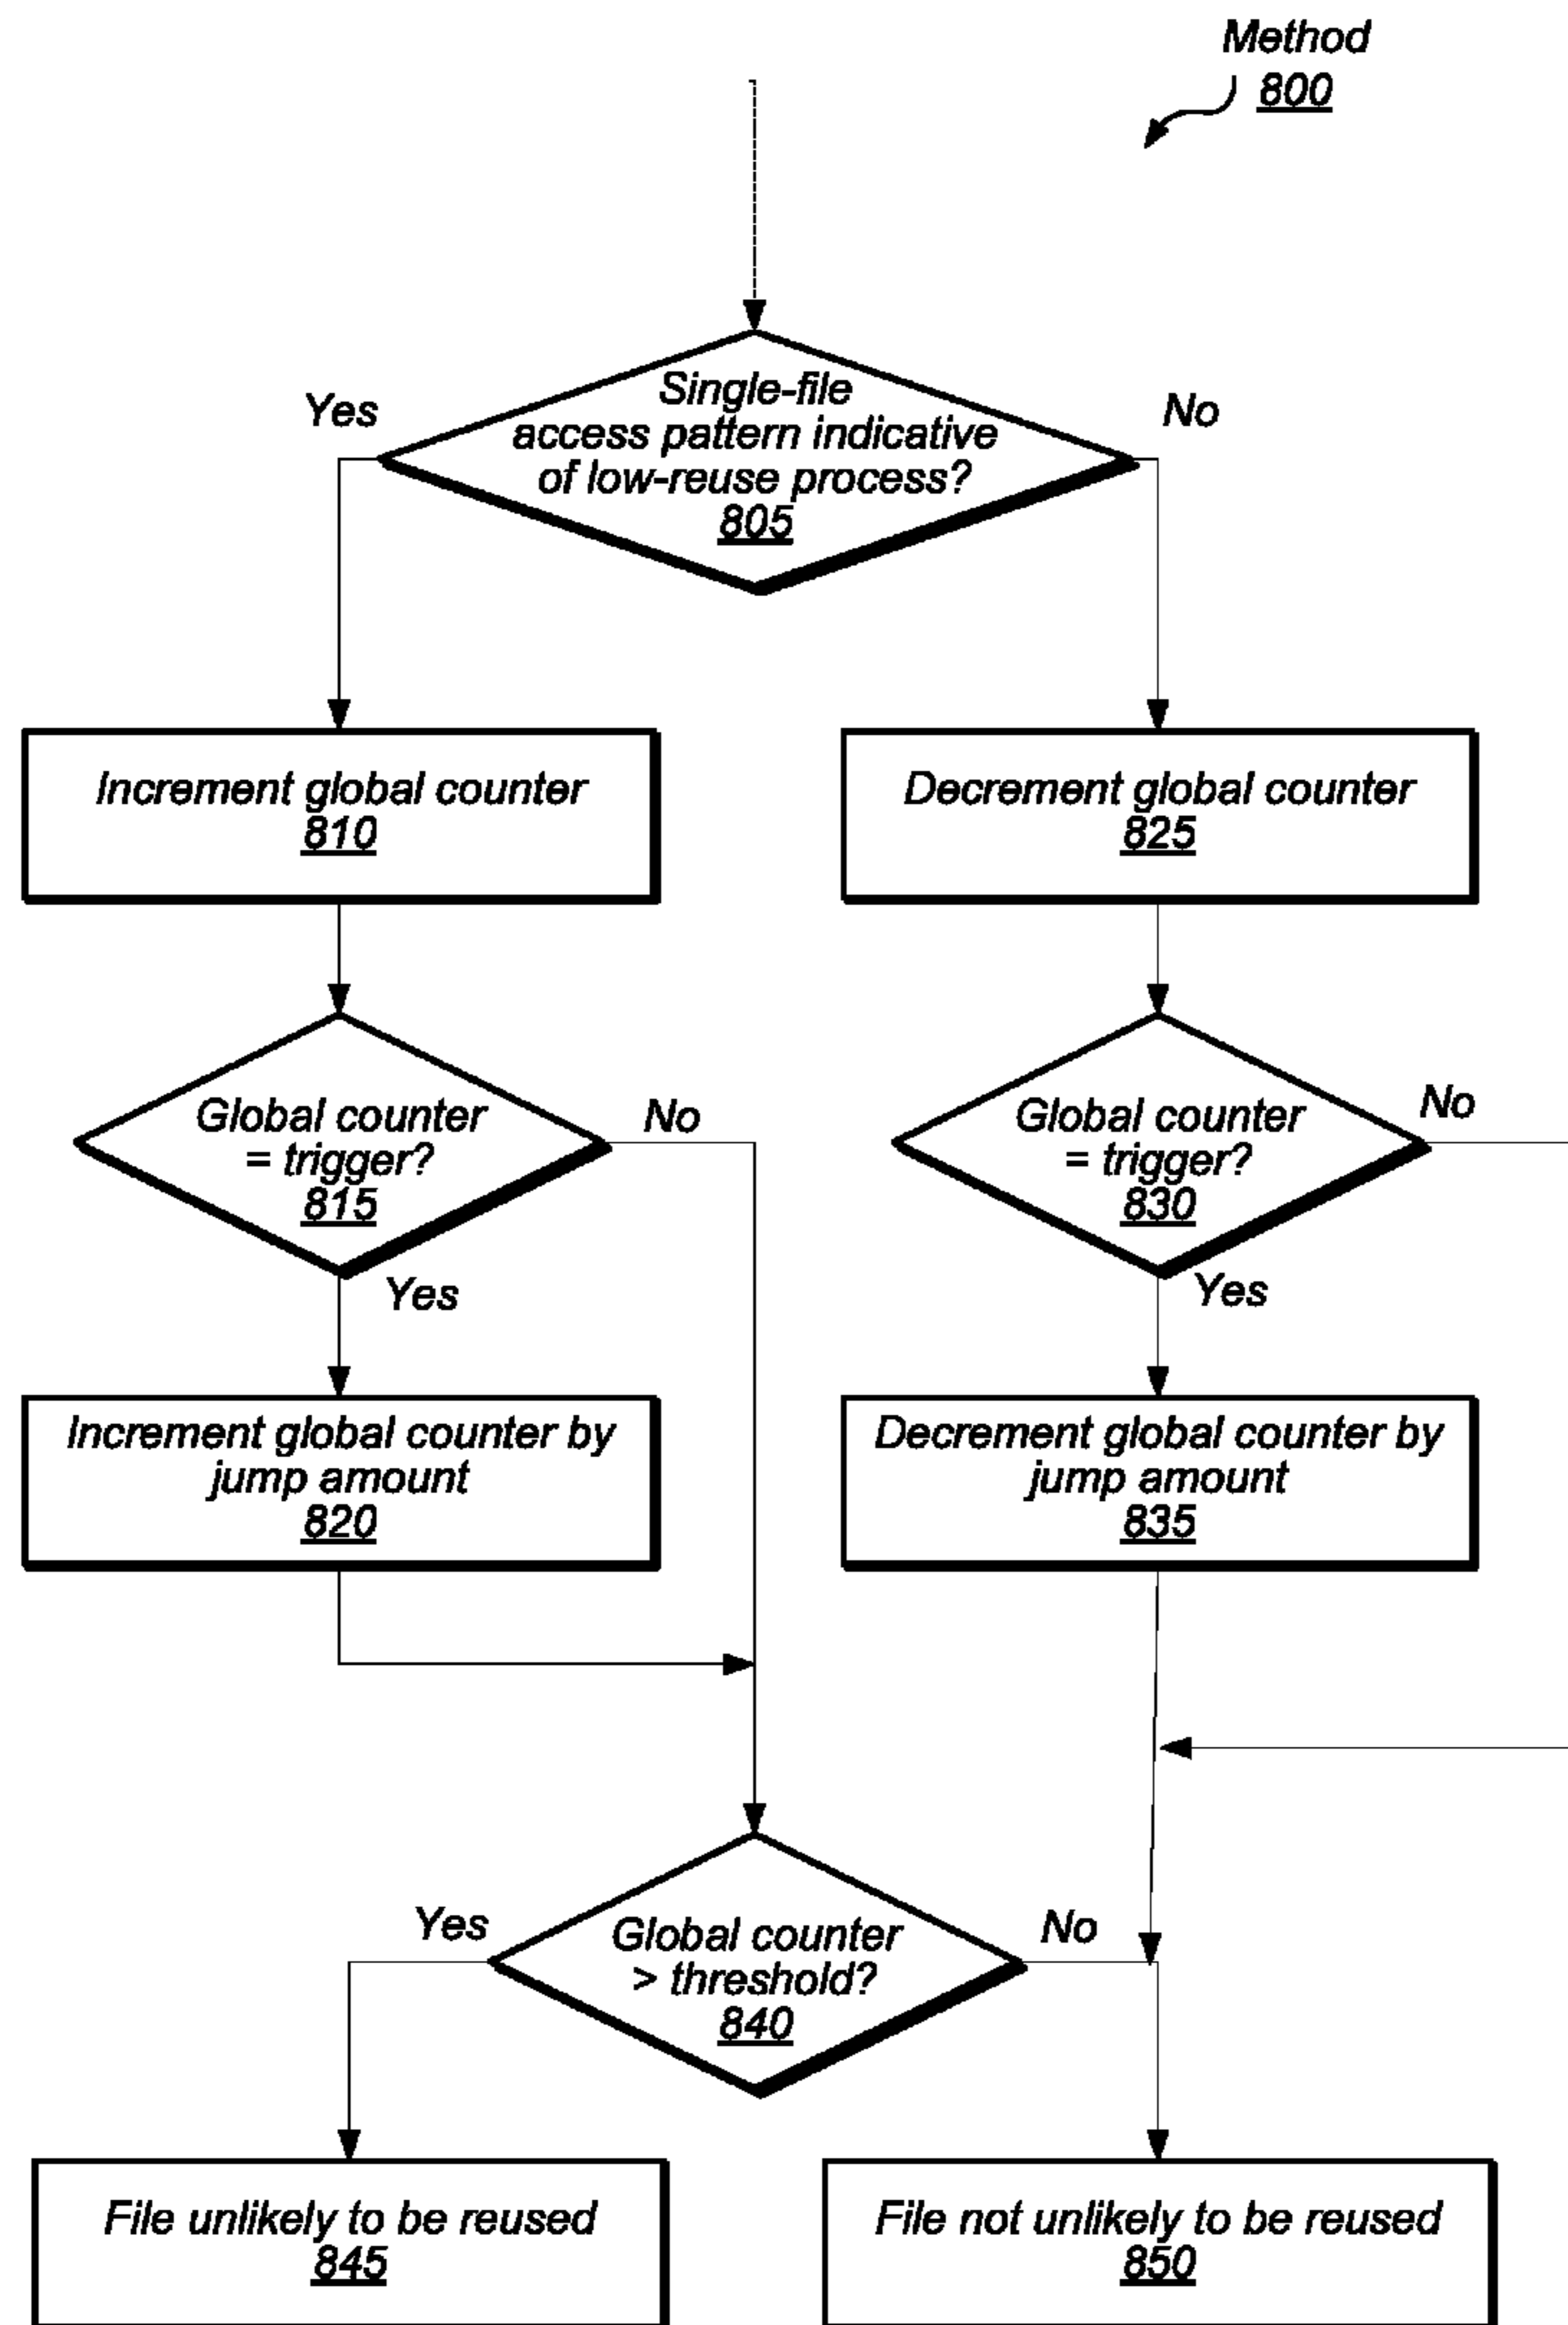 Method
800
Single-file
access pattern indicative
of low-reuse process?
805
Yes
No
Increment global counter
810
Decrement global counter
825
Global counter
= trigger?
815
No
Yes
Global counter
= trigger?
830
No
Yes
Increment global counter by
jump amount
820
Decrement global counter by
jump amount
835
Global counter
> threshold?
840
Yes
No
File unlikely to be reused
845
File not unlikely to be reused
850